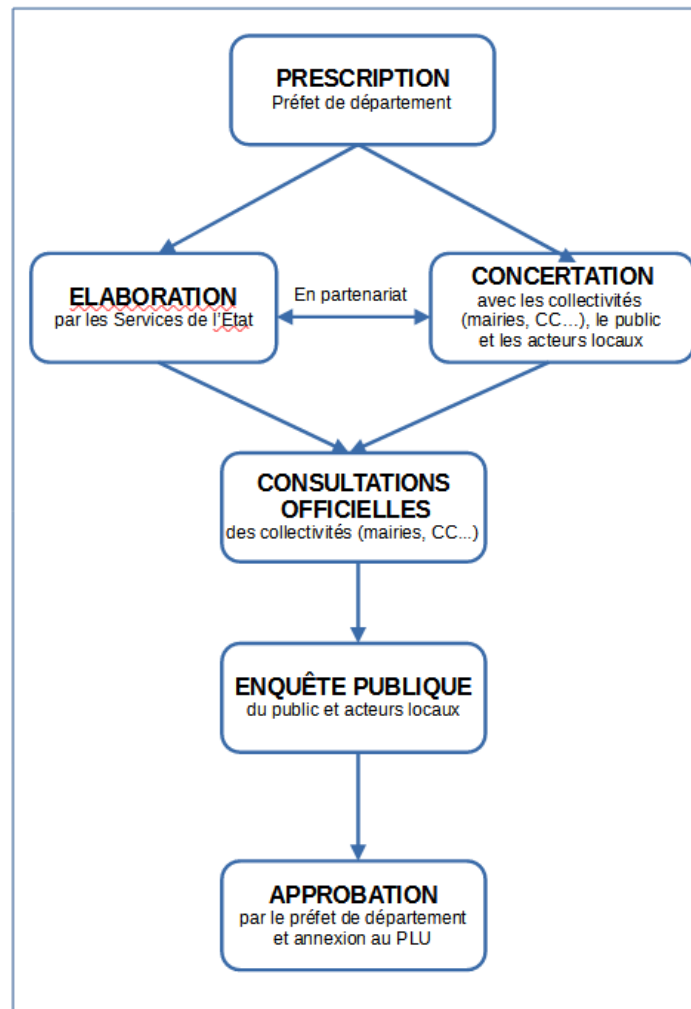 PRESCRIPTION
Préfet de département
ELABORATION
par les Services de l'Etat
En partenariat
CONCERTATION
avec les collectivités
(mairies, CC...), le public
et les acteurs locaux
CONSULTATIONS
OFFICIELLES
des collectivités (mairies, CC...)
ENQUÊTE PUBLIQUE
du public et acteurs locaux
APPROBATION
par le préfet de département
et annexion au PLU